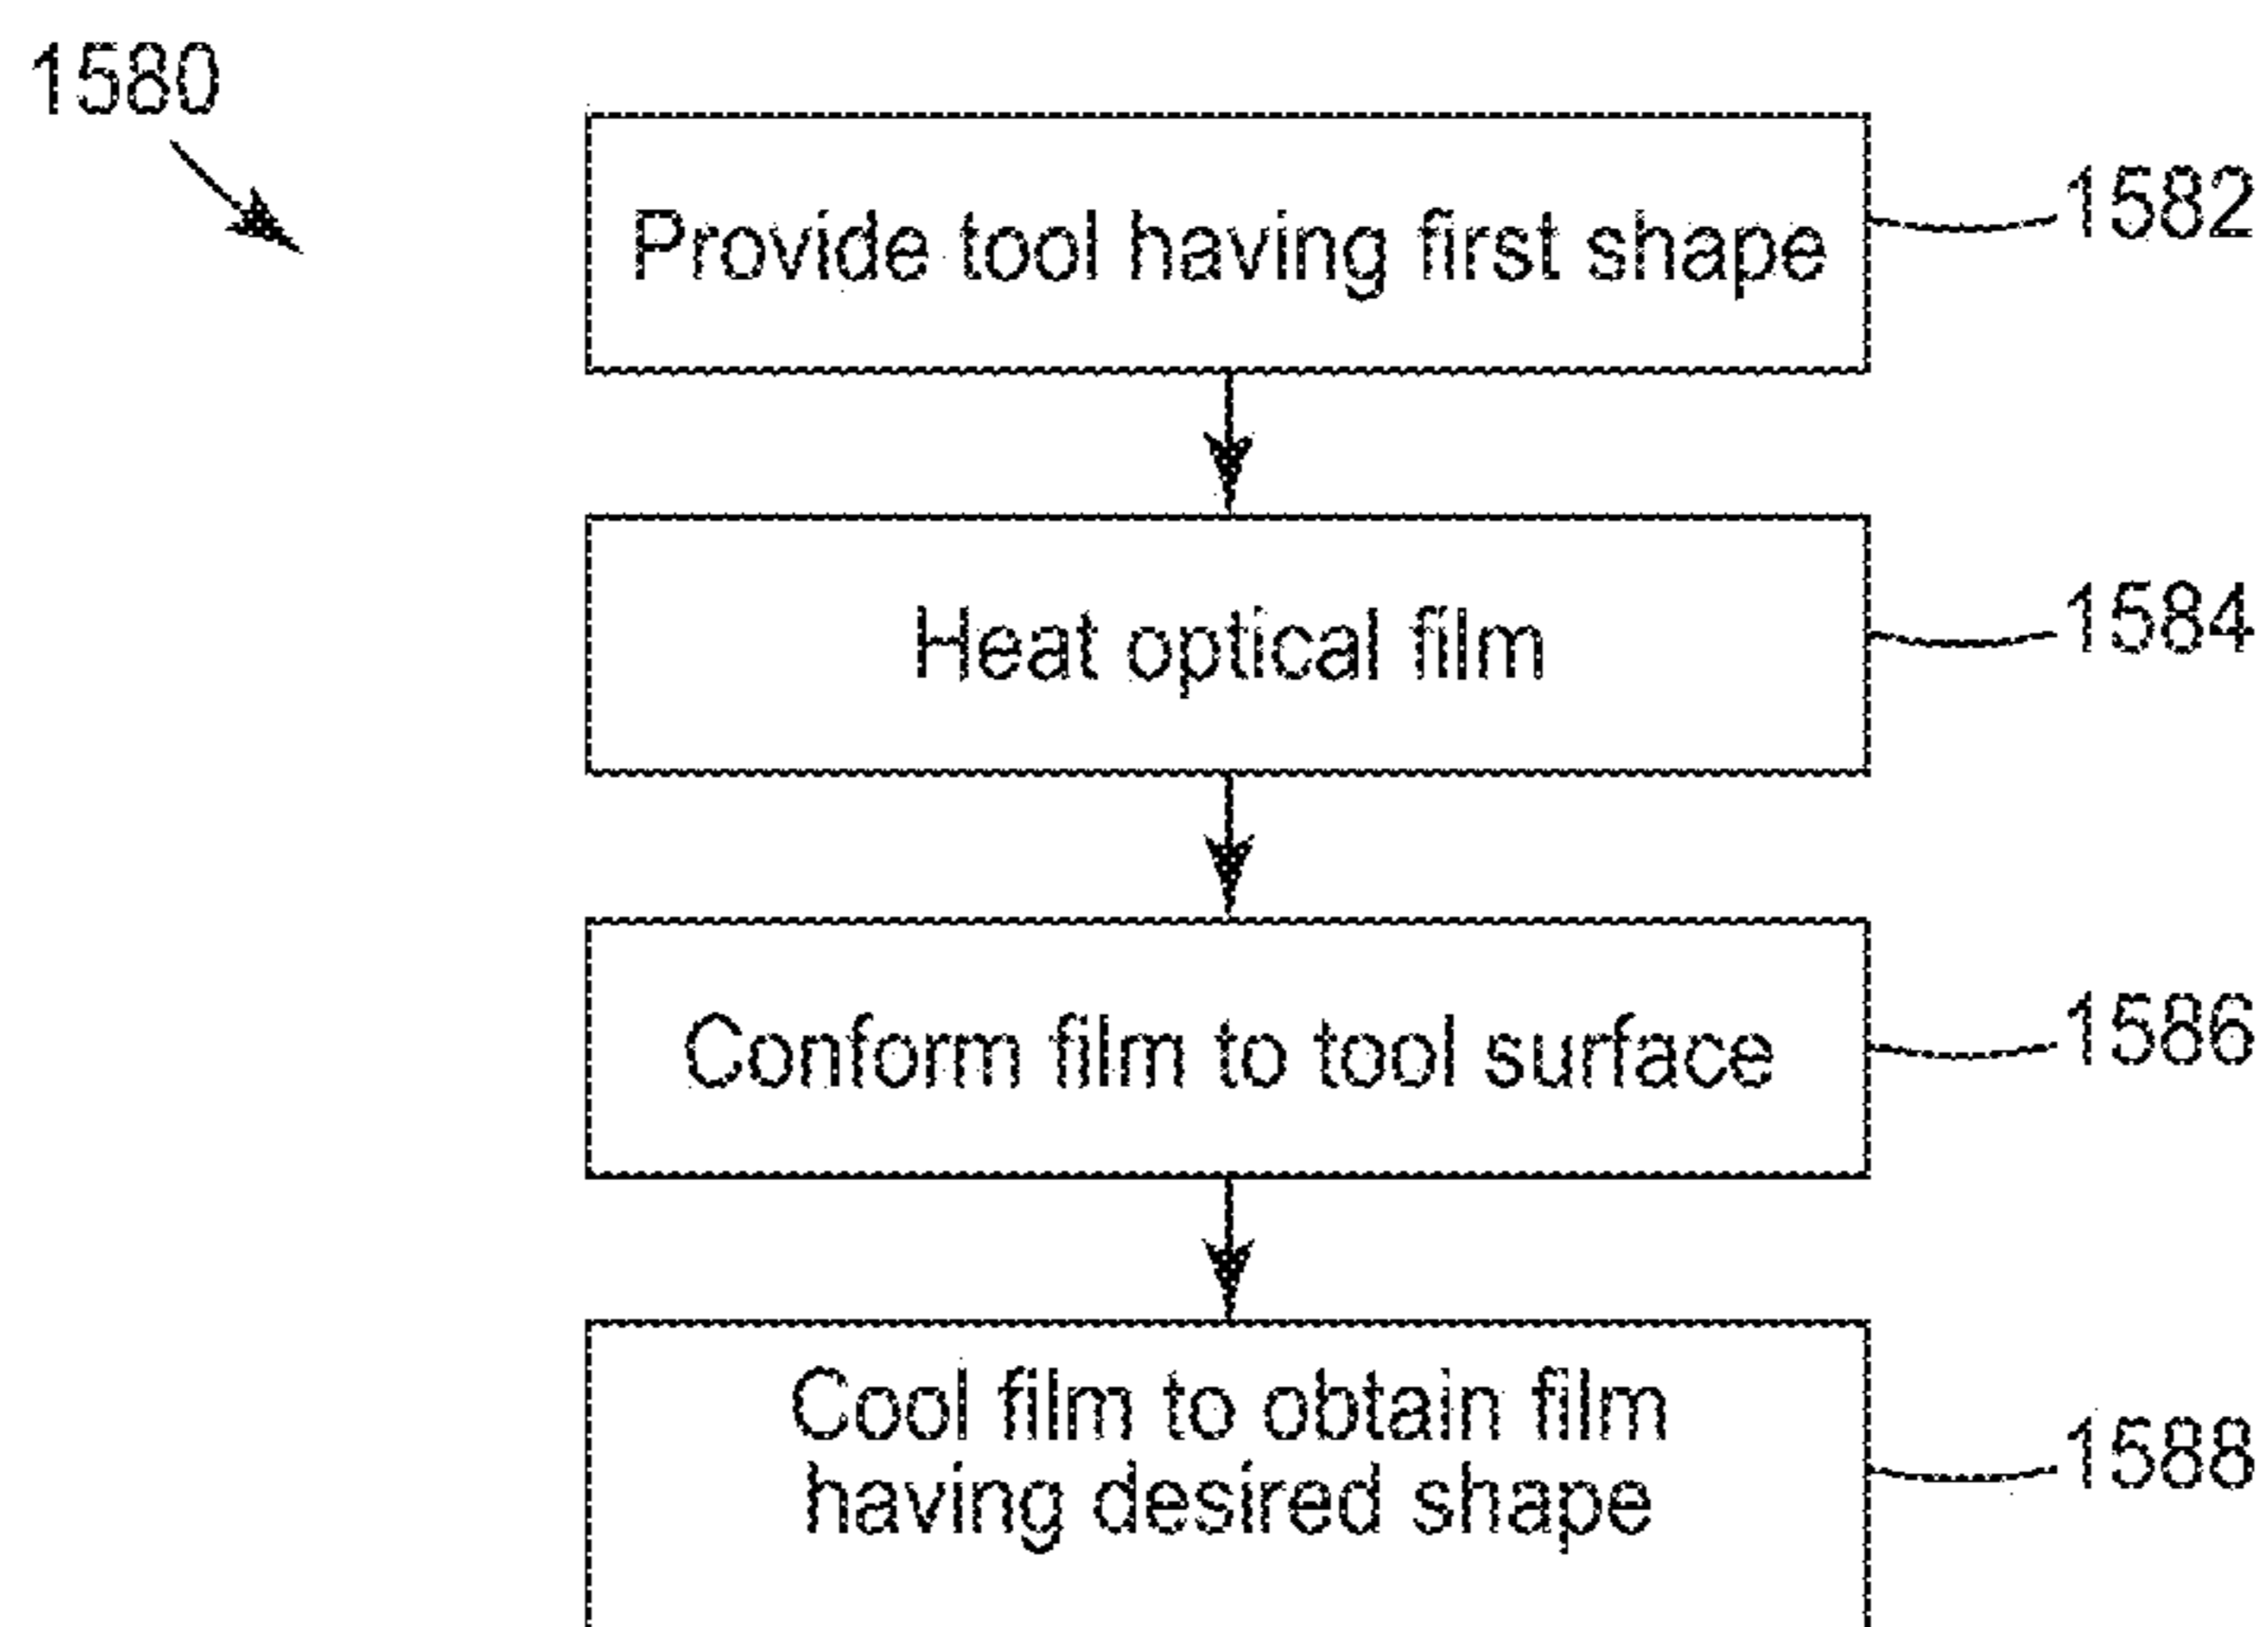 1580
Provide tool having first shape
1582
Heat optical film
1584
Conform film to tool surface
1586
Cool film to obtain film
having desired shape
1588